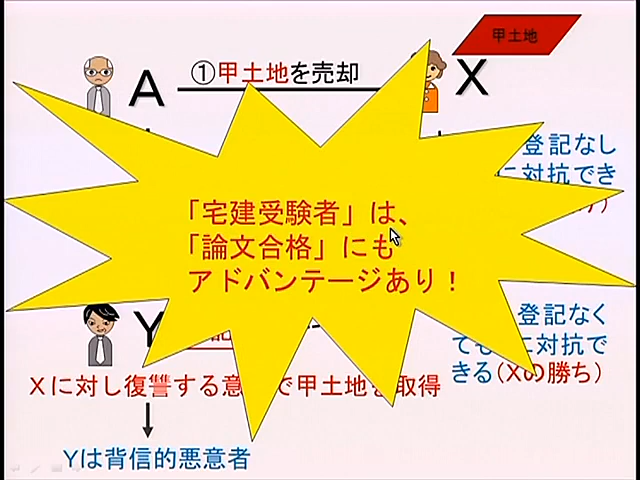 甲土地
A ①甲土地を売却 X
登記なし
に対抗でき
「宅建受験者」は、
「論文合格」にも
アドバンテージあり！
Y
登記なく
に対抗で
きる(Xの勝ち)
Xに対し復讐する意 で甲土地を取得
Yは背信的悪意者